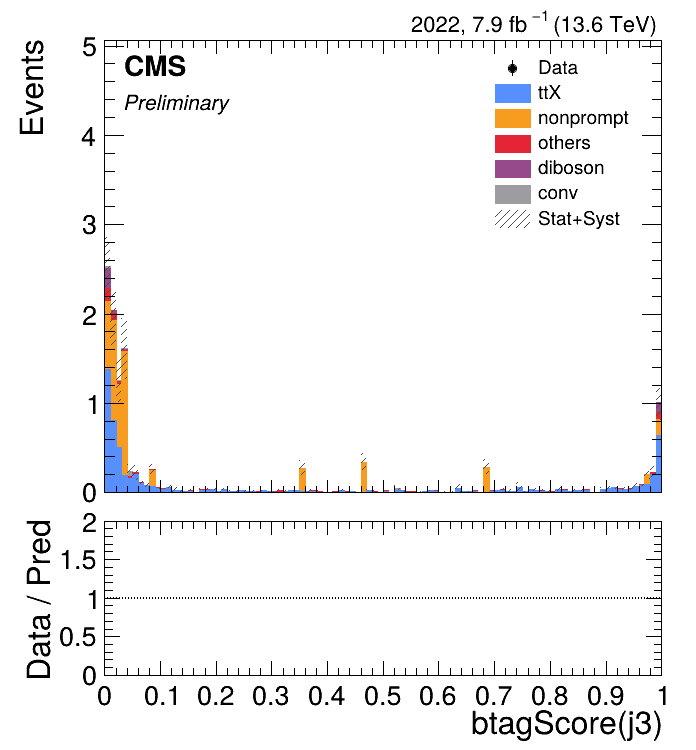 2022, 7.9 fb⁻¹ (13.6 TeV)
CMS
Preliminary
Events
Data
ttX
nonprompt
others
diboson
conv
Stat+Syst
5
4
3
2
1
0
Data / Pred
2
1.5
1
0.5
0
0 0.1 0.2 0.3 0.4 0.5 0.6 0.7 0.8 0.9 1
btagScore(j3)